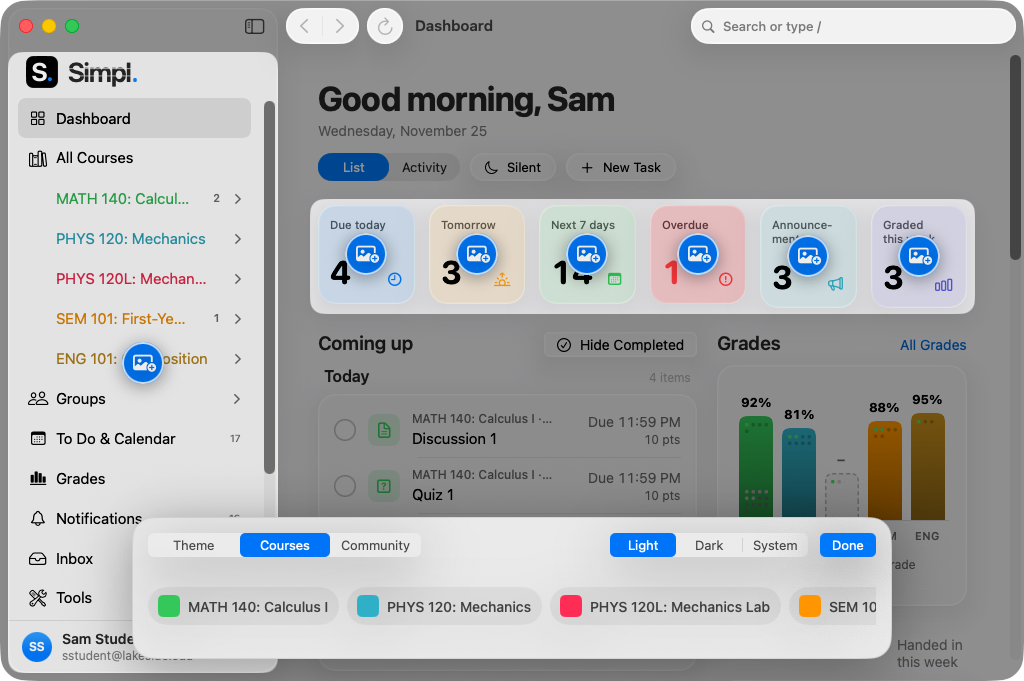 Dashboard
Search or type /
S.
Simpl.
Dashboard
All Courses
MATH 140: Calcul... 2
PHYS 120: Mechanics
PHYS 120L: Mechan...
SEM 101: First-Ye... 1
ENG 101:
Groups
To Do & Calendar 17
Grades
Notifications
Inbox
Tools
SS
Sam Stude
sstudent@
Good morning, Sam
Wednesday, November 25
List
Activity
Silent
New Task
Due today
4
Tomorrow
3
Next 7 days
14
Overdue
1
Announce-
3
Graded
this
3
Coming up
Hide Completed
Today
4 items
MATH 140: Calculus I ·...
Discussion 1
Due 11:59 PM
10 pts
MATH 140: Calculus I ·...
Quiz 1
Due 11:59 PM
10 pts
Grades
All Grades
92%
81%
–
88%
95%
M
ENG
rade
Handed in
this week
Theme
Courses
Community
Light
Dark
System
Done
MATH 140: Calculus I
PHYS 120: Mechanics
PHYS 120L: Mechanics Lab
SEM 10